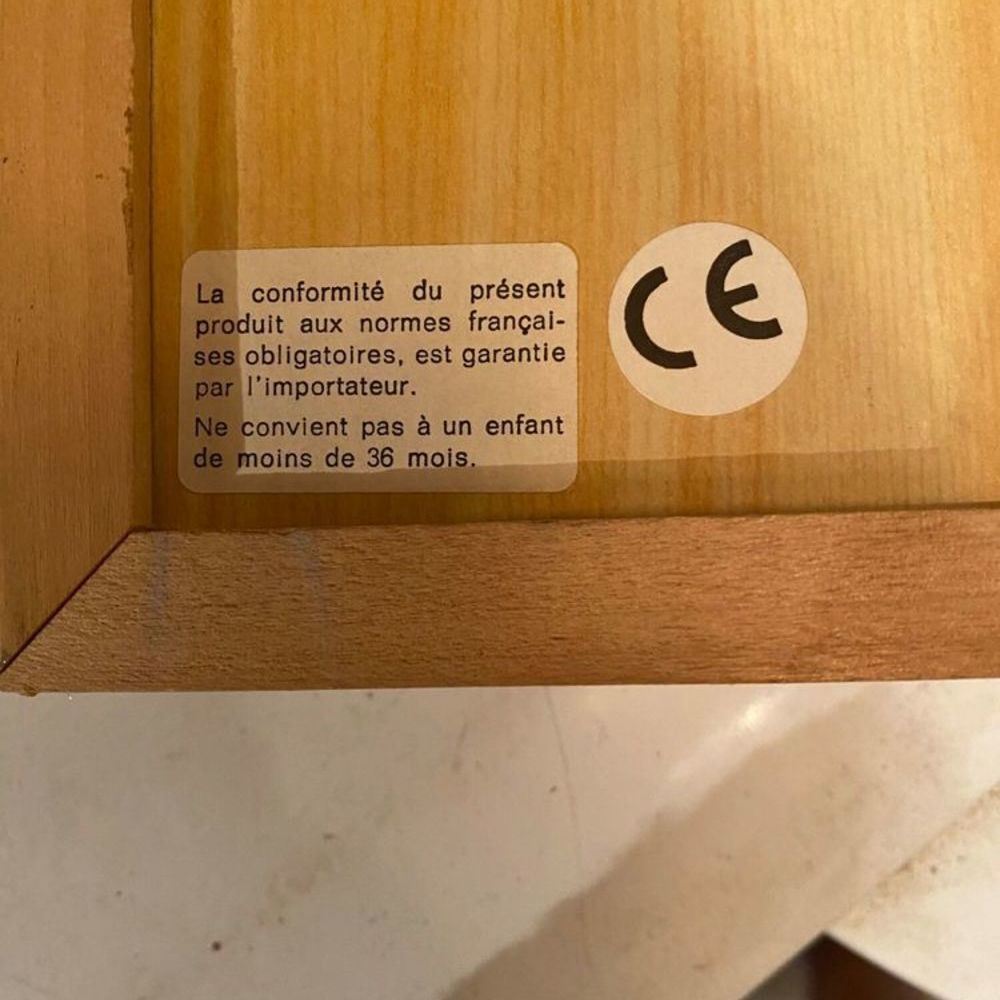 La conformité du présent
produit aux normes françai-
ses obligatoires, est garantie
par l'importateur.
Ne convient pas à un enfant
de moins de 36 mois.
CE